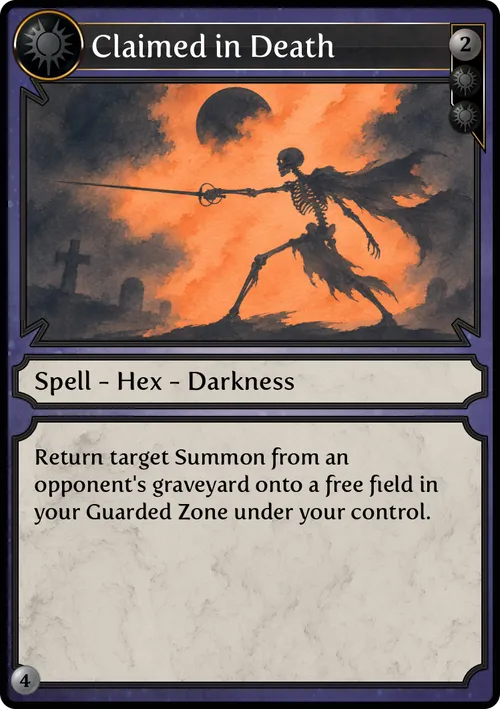 Claimed in Death
2
Spell - Hex - Darkness
Return target Summon from an
opponent's graveyard onto a free field in
your Guarded Zone under your control.
4